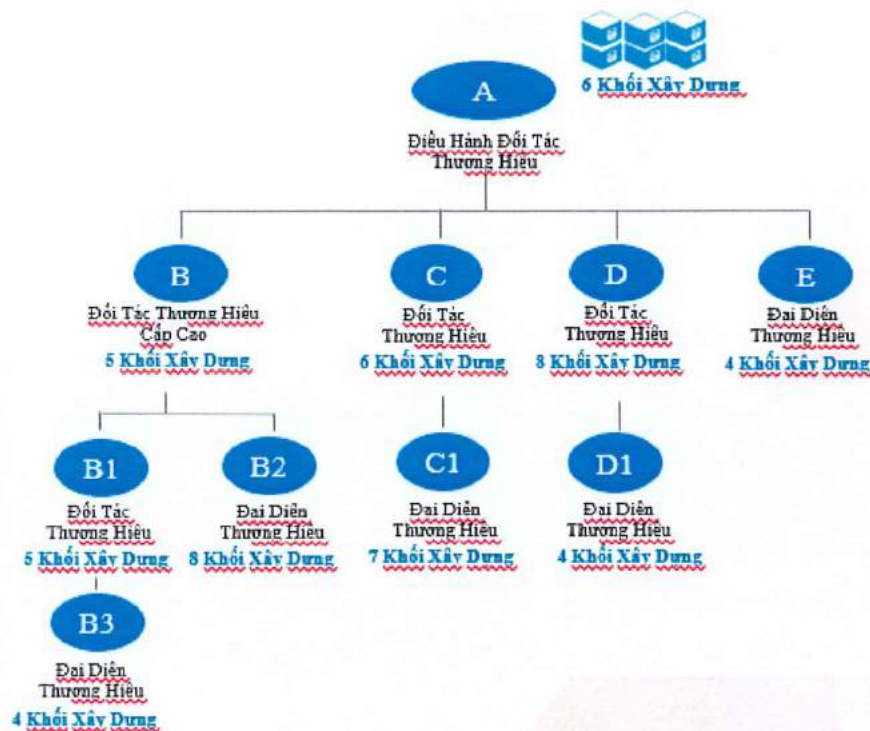 A
6 Khối Xây Dựng
Điều Hành Đối Tác
Thương Hiệu
B
Đối Tác Thương Hiệu
Cấp Cao
5 Khối Xây Dựng
C
Đối Tác
Thương Hiệu
6 Khối Xây Dựng
D
Đối Tác
Thương Hiệu
8 Khối Xây Dựng
E
Đại Diện
Thương Hiệu
4 Khối Xây Dựng
B1
Đối Tác
Thương Hiệu
5 Khối Xây Dựng
B2
Đại Diện
Thương Hiệu
8 Khối Xây Dựng
C1
Đại Diện
Thương Hiệu
7 Khối Xây Dựng
D1
Đại Diện
Thương Hiệu
4 Khối Xây Dựng
B3
Đại Diện
Thương Hiệu
4 Khối Xây Dựng